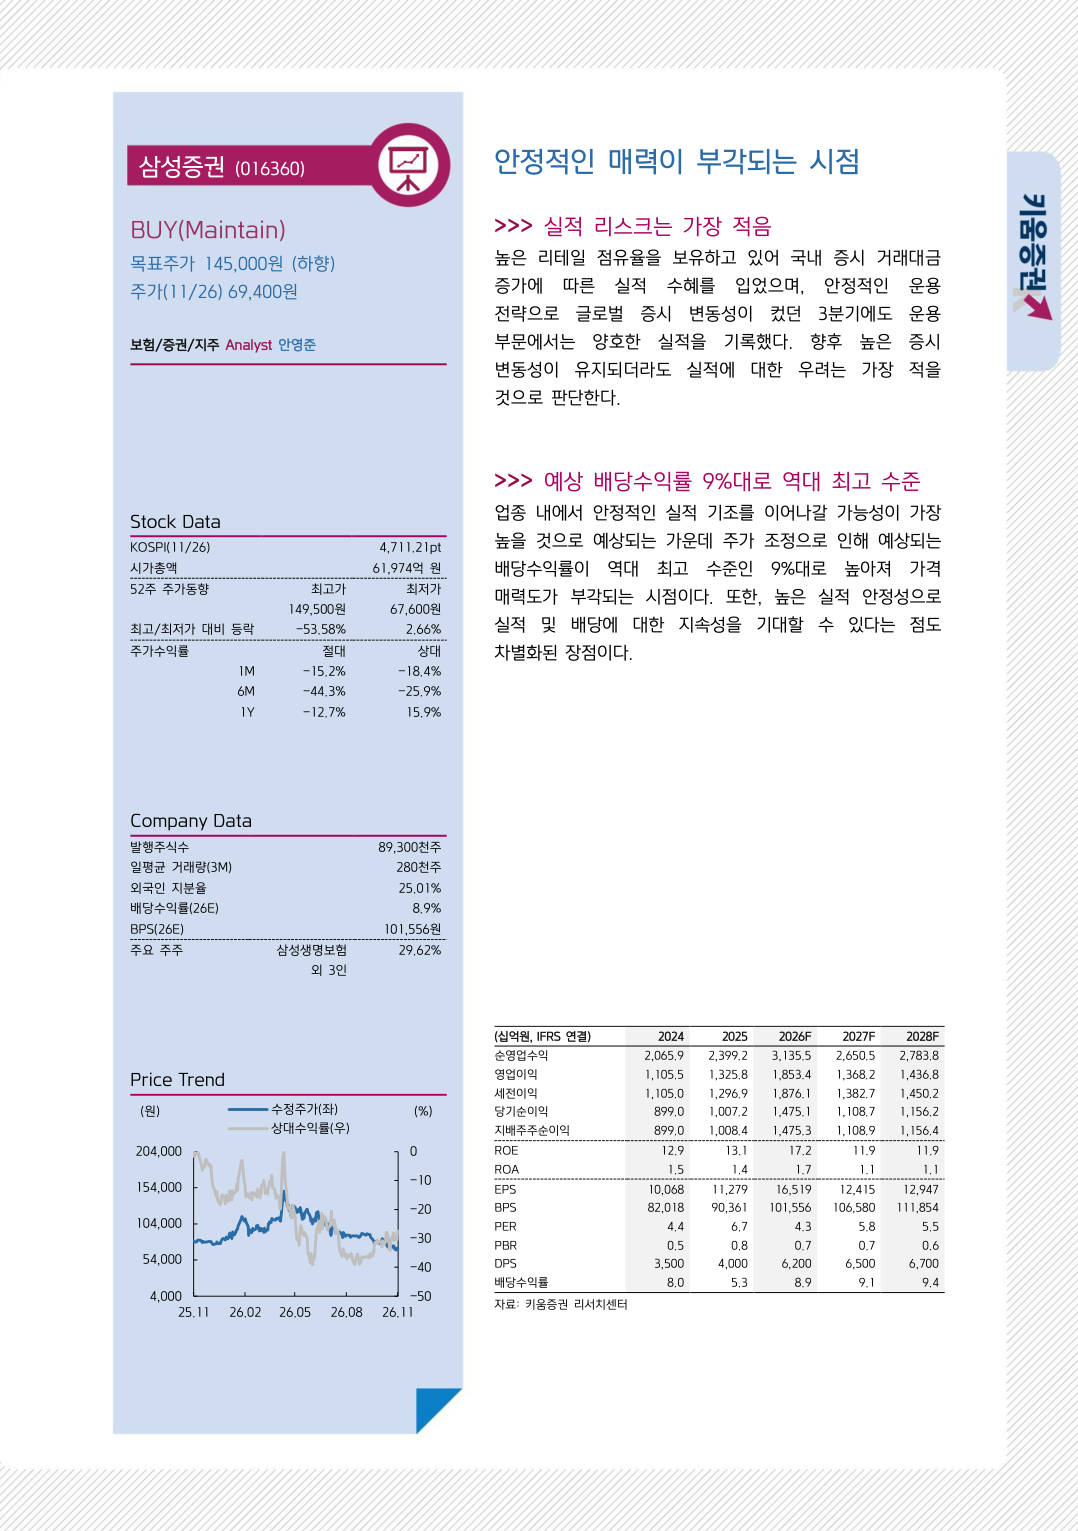 삼성증권 (016360)
BUY(Maintain)
목표주가 145,000원 (하향)
주가(11/26) 69,400원
보험/증권/지주 Analyst 안영준
Stock Data
KOSPI(11/26) 4,711.21pt
시가총액 61,974억 원
52주 주가동향 최고가 최저가
149,500원 67,600원
최고/최저가 대비 등락 -53.58% 2.66%
주가수익률 절대 상대
1M -15.2% -18.4%
6M -44.3% -25.9%
1Y -12.7% 15.9%
Company Data
발행주식수 89,300천주
일평균 거래량(3M) 280천주
외국인 지분율 25.01%
배당수익률(26E) 8.9%
BPS(26E) 101,556원
주요 주주 삼성생명보험 29.62%
외 3인
Price Trend
(원) 수정주가(좌) (%)
상대수익률(우)
204,000 0
154,000 -10
-20
104,000 -30
54,000 -40
4,000 -50
25.11 26.02 26.05 26.08 26.11
안정적인 매력이 부각되는 시점
>>> 실적 리스크는 가장 적음
높은 리테일 점유율을 보유하고 있어 국내 증시 거래대금
증가에 따른 실적 수혜를 입었으며, 안정적인 운용
전략으로 글로벌 증시 변동성이 컸던 3분기에도 운용
부문에서는 양호한 실적을 기록했다. 향후 높은 증시
변동성이 유지되더라도 실적에 대한 우려는 가장 적을
것으로 판단한다.
>>> 예상 배당수익률 9%대로 역대 최고 수준
업종 내에서 안정적인 실적 기조를 이어나갈 가능성이 가장
높을 것으로 예상되는 가운데 주가 조정으로 인해 예상되는
배당수익률이 역대 최고 수준인 9%대로 높아져 가격
매력도가 부각되는 시점이다. 또한, 높은 실적 안정성으로
실적 및 배당에 대한 지속성을 기대할 수 있다는 점도
차별화된 장점이다.
(십억원, IFRS 연결) 2024 2025 2026F 2027F 2028F
순영업수익 2,065.9 2,399.2 3,135.5 2,650.5 2,783.8
영업이익 1,105.5 1,325.8 1,853.4 1,368.2 1,436.8
세전이익 1,105.0 1,296.9 1,876.1 1,382.7 1,450.2
당기순이익 899.0 1,007.2 1,475.1 1,108.7 1,156.2
지배주주순이익 899.0 1,008.4 1,475.3 1,108.9 1,156.4
ROE 12.9 13.1 17.2 11.9 11.9
ROA 1.5 1.4 1.7 1.1 1.1
EPS 10,068 11,279 16,519 12,415 12,947
BPS 82,018 90,361 101,556 106,580 111,854
PER 4.4 6.7 4.3 5.8 5.5
PBR 0.5 0.8 0.7 0.7 0.6
DPS 3,500 4,000 6,200 6,500 6,700
배당수익률 8.0 5.3 8.9 9.1 9.4
자료: 키움증권 리서치센터
키움증권